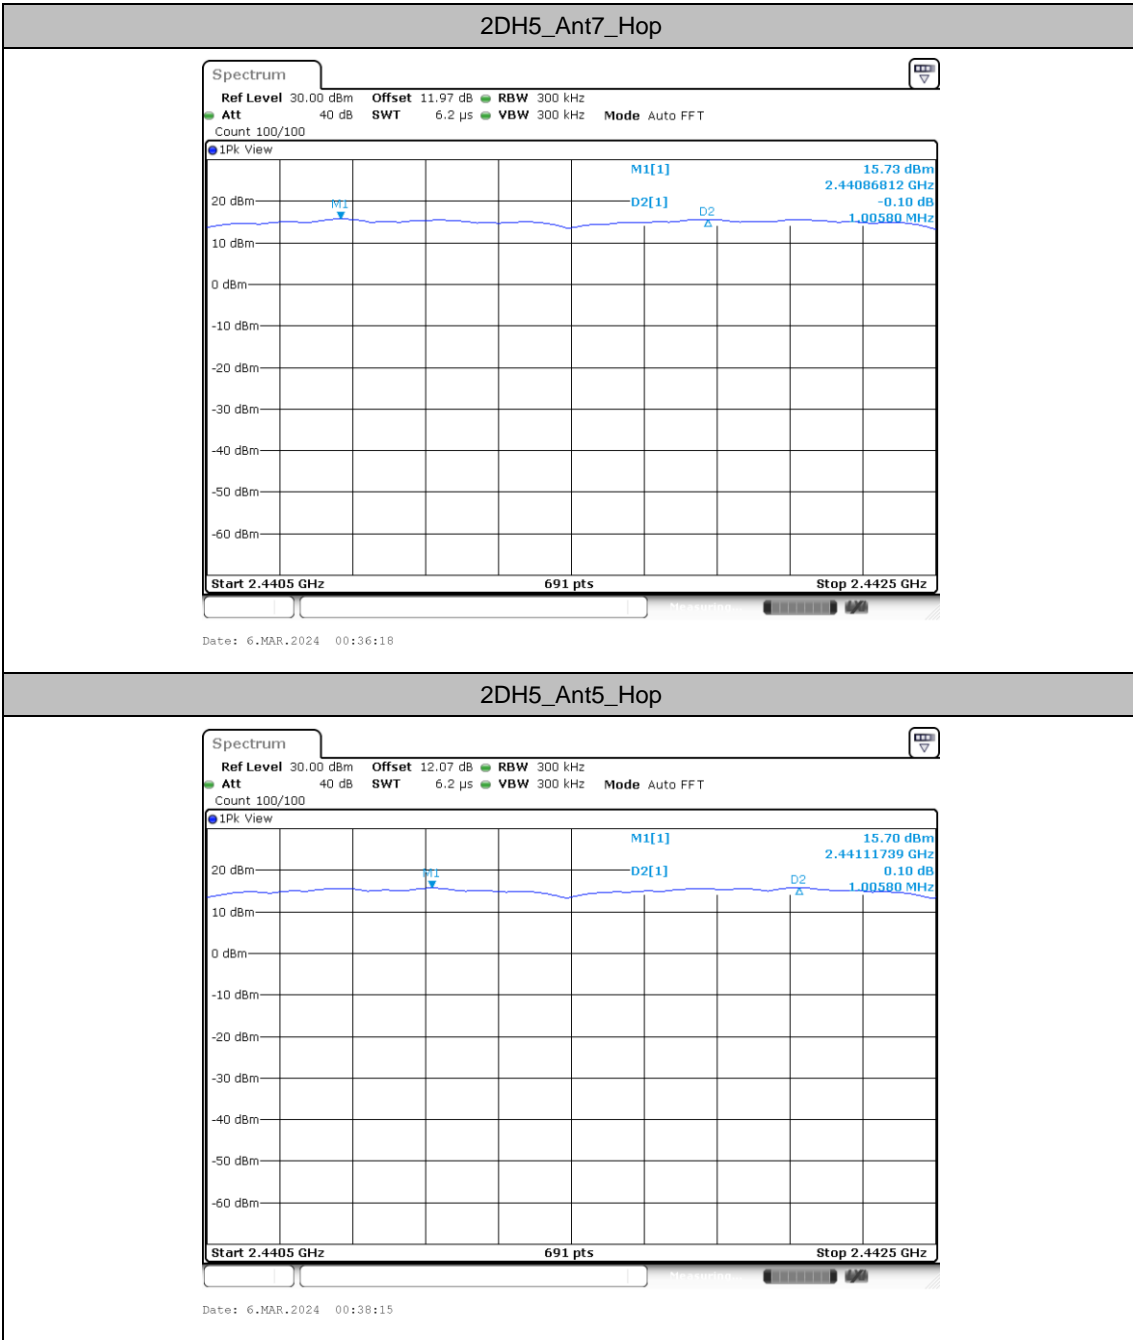 2DH5_Ant7_Hop
Spectrum
Ref Level 30.00 dBm Offset 11.97 dB RBW 300 kHz
Att 40 dB SWT 6.2 µs VBW 300 kHz Mode Auto FFT
Count 100/100
1Pk View
M1[1] 15.73 dBm
2.44086812 GHz
20 dBm M1 D2[1] D2 -0.10 dB
1.00580 MHz
10 dBm
0 dBm
-10 dBm
-20 dBm
-30 dBm
-40 dBm
-50 dBm
-60 dBm
Start 2.4405 GHz 691 pts Stop 2.4425 GHz
Measuring...
Date: 6.MAR.2024 00:36:18
2DH5_Ant5_Hop
Spectrum
Ref Level 30.00 dBm Offset 12.07 dB RBW 300 kHz
Att 40 dB SWT 6.2 µs VBW 300 kHz Mode Auto FFT
Count 100/100
1Pk View
M1[1] 15.70 dBm
2.44111739 GHz
20 dBm M1 D2[1] D2 0.10 dB
1.00580 MHz
10 dBm
0 dBm
-10 dBm
-20 dBm
-30 dBm
-40 dBm
-50 dBm
-60 dBm
Start 2.4405 GHz 691 pts Stop 2.4425 GHz
Measuring...
Date: 6.MAR.2024 00:38:15